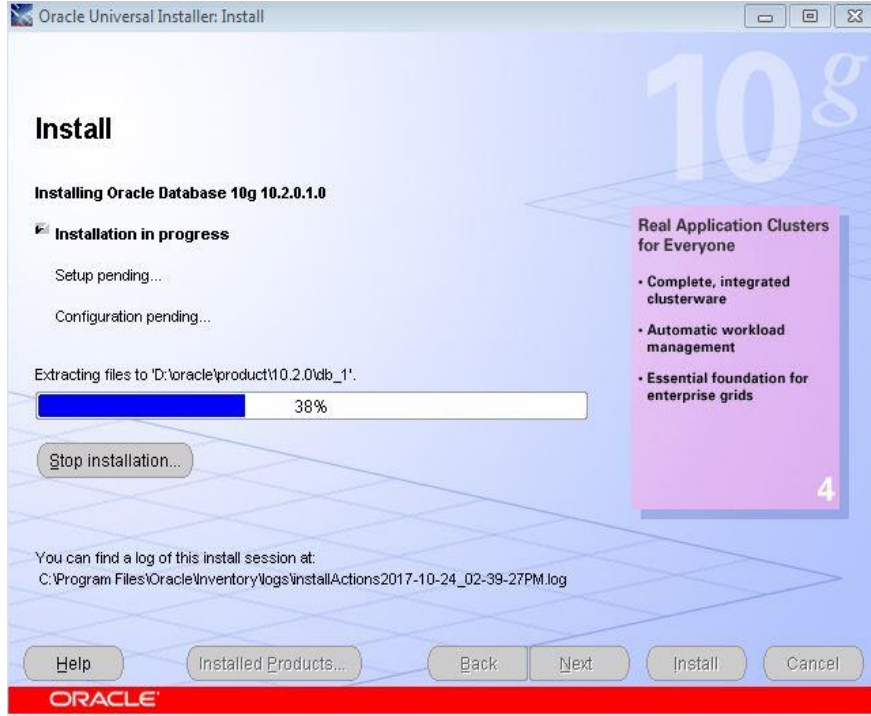 Oracle Universal Installer: Install
10g
Install
Installing Oracle Database 10g 10.2.0.1.0
Installation in progress
Setup pending...
Configuration pending...
Extracting files to 'D:\oracle\product\10.2.0\db_1'.
38%
Stop installation...
Real Application Clusters
for Everyone
• Complete, integrated
clusterware
• Automatic workload
management
• Essential foundation for
enterprise grids
4
You can find a log of this install session at:
C:\Program Files\Oracle\Inventory\logs\installActions2017-10-24_02-39-27PM.log
Help
Installed Products...
Back
Next
Install
Cancel
ORACLE